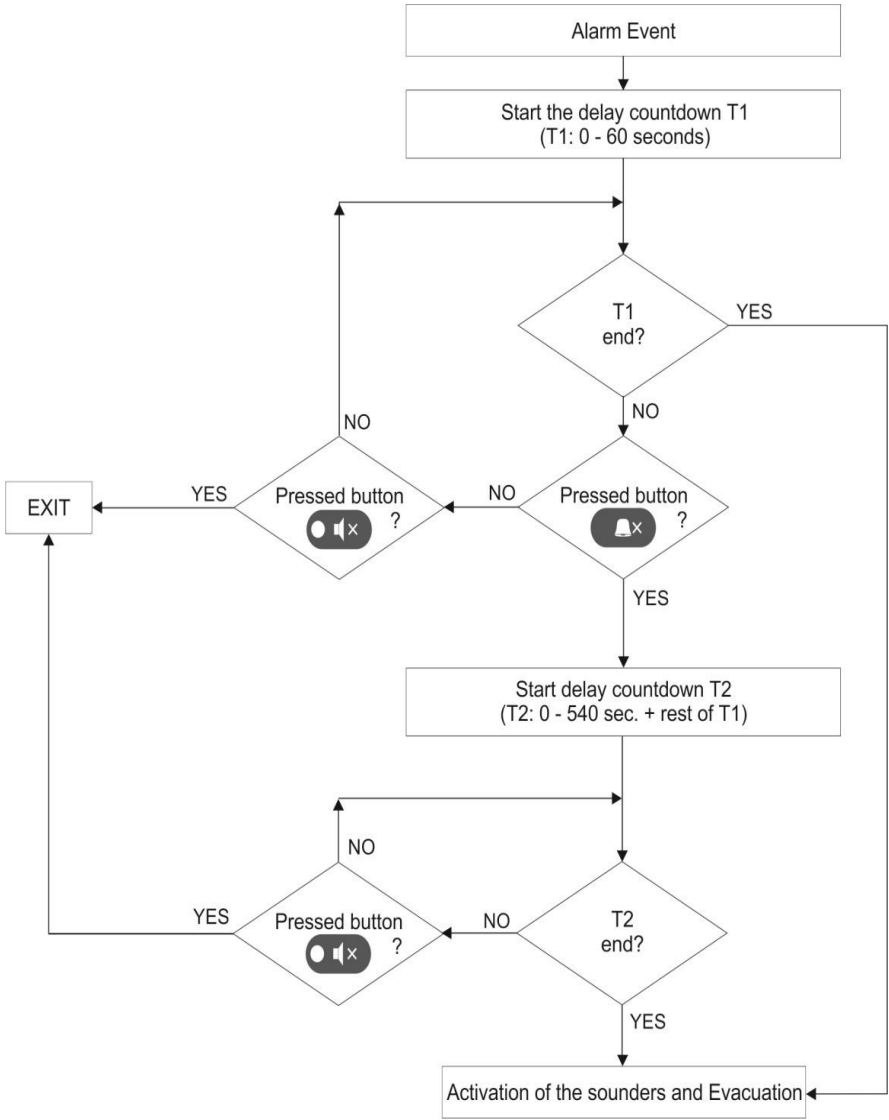 Alarm Event
Start the delay countdown T1
(T1: 0 - 60 seconds)
T1
end?
YES
NO
NO
Pressed button
?
NO
Pressed button
?
YES
EXIT
YES
Start delay countdown T2
(T2: 0 - 540 sec. + rest of T1)
NO
T2
end?
NO
Pressed button
?
YES
YES
Activation of the sounders and Evacuation